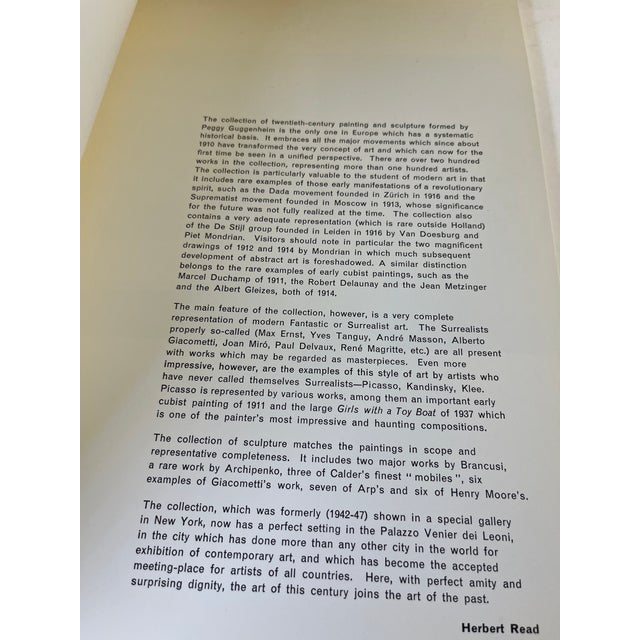 The collection of twentieth-century painting and sculpture formed by
Peggy Guggenheim is the only one in Europe which has a systematic
historical basis. It embraces all the major movements which since about
1910 have transformed the very concept of art and which can now for the
first time be seen in a unified perspective. There are over two hundred
works in the collection, representing more than one hundred artists.
The collection is particularly valuable to the student of modern art in that
it includes rare examples of those early manifestations of a revolutionary
spirit, such as the Dada movement founded in Zürich in 1916 and the
Suprematist movement founded in Moscow in 1913, whose significance
for the future was not fully realized at the time. The collection also
contains a very adequate representation (which is rare outside Holland)
of the De Stijl group founded in Leiden in 1916 by Van Doesburg and
Piet Mondrian. Visitors should note in particular the two magnificent
drawings of 1912 and 1914 by Mondrian in which much subsequent
development of abstract art is foreshadowed. A similar distinction
belongs to the rare examples of early cubist paintings, such as the
Marcel Duchamp of 1911, the Robert Delaunay and the Jean Metzinger
and the Albert Gleizes, both of 1914.
The main feature of the collection, however, is a very complete
representation of modern Fantastic or Surrealist art. The Surrealists
properly so-called (Max Ernst, Yves Tanguy, André Masson, Alberto
Giacometti, Joan Miró, Paul Delvaux, René Magritte, etc.) are all present
with works which may be regarded as masterpieces. Even more
impressive, however, are the examples of this style of art by artists who
have never called themselves Surrealists—Picasso, Kandinsky, Klee.
Picasso is represented by various works, among them an important early
cubist painting of 1911 and the large Girls with a Toy Boat of 1937 which
is one of the painter's most impressive and haunting compositions.
The collection of sculpture matches the paintings in scope and
representative completeness. It includes two major works by Brancusi,
a rare work by Archipenko, three of Calder's finest " mobiles ", six
examples of Giacometti's work, seven of Arp's and six of Henry Moore's.
The collection, which was formerly (1942-47) shown in a special gallery
in New York, now has a perfect setting in the Palazzo Venier dei Leoni,
in the city which has done more than any other city in the world for
exhibition of contemporary art, and which has become the accepted
meeting-place for artists of all countries. Here, with perfect amity and
surprising dignity, the art of this century joins the art of the past.
Herbert Read